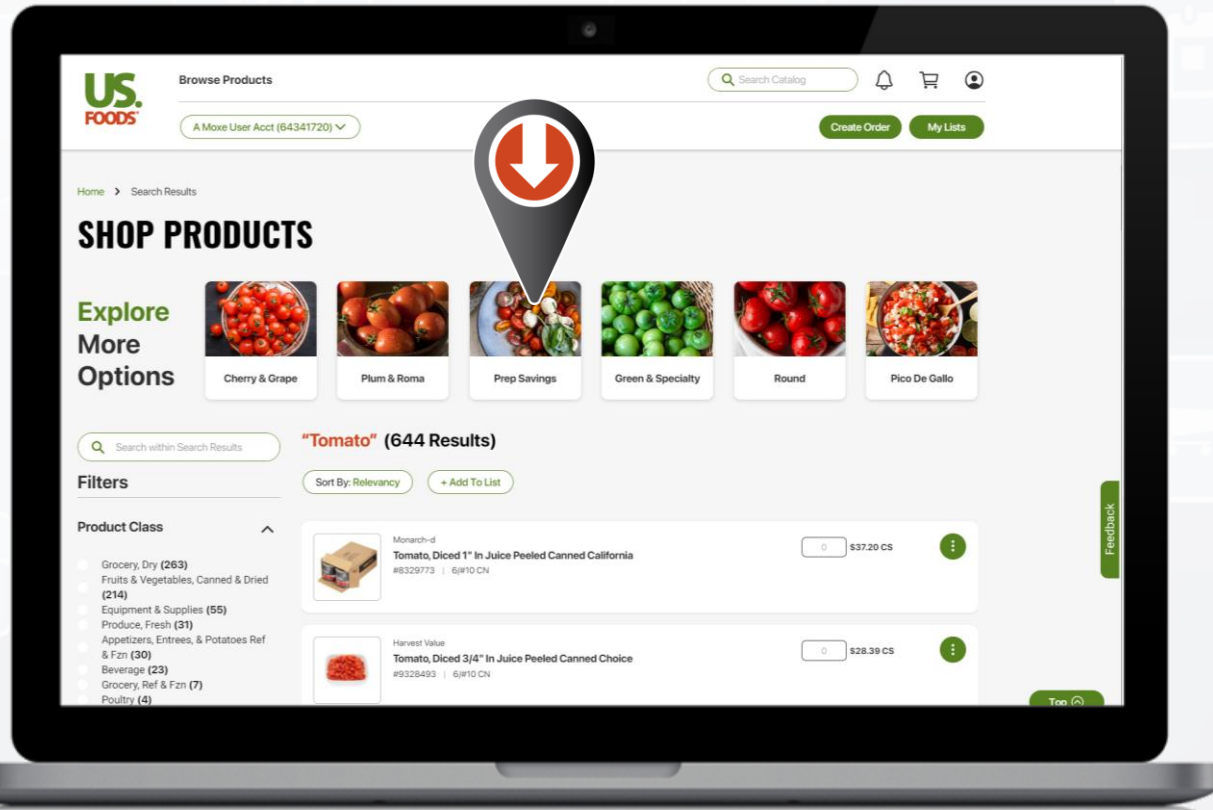 US.
FOODS
Browse Products
Search Catalog
A Moxe User Acct (64341720)
Create Order
My Lists
Home > Search Results
SHOP PRODUCTS
Explore
More
Options
Cherry & Grape
Plum & Roma
Prep Savings
Green & Specialty
Round
Pico De Gallo
Search within Search Results
"Tomato" (644 Results)
Filters
Sort By: Relevancy
+ Add To List
Product Class
Grocery, Dry (263)
Fruits & Vegetables, Canned & Dried
(214)
Equipment & Supplies (55)
Produce, Fresh (31)
Appetizers, Entrees, & Potatoes Ref
& Fzn (30)
Beverage (23)
Grocery, Ref & Fzn (7)
Poultry (4)
Monarch-d
Tomato, Diced 1" In Juice Peeled Canned California
#8329773 | 6/#10 CN
0 $37.20 CS
Harvest Value
Tomato, Diced 3/4" In Juice Peeled Canned Choice
#9328493 | 6/#10 CN
0 $28.39 CS
Feedback
Top